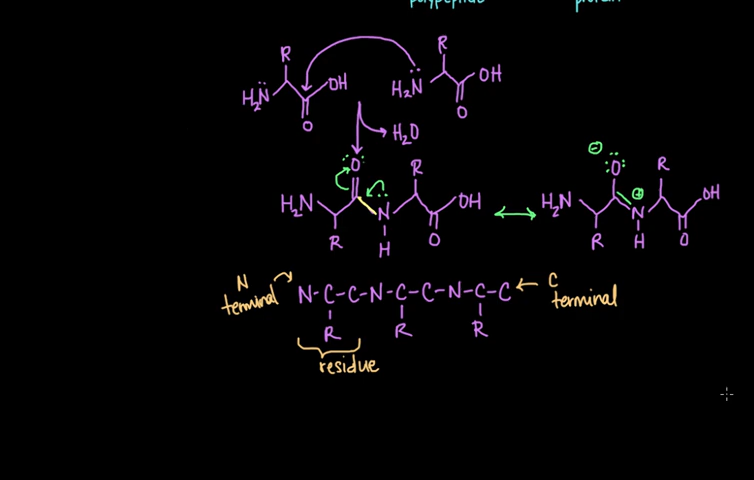 polypeptide protein
R R
H₂N OH H₂N OH
O O
H₂O
O R ⊖ O R
H₂N N OH ↔ H₂N ⊕ N OH
R H O R H O
N terminal N-C-C-N-C-C-N-C-C C terminal
R R R
residue